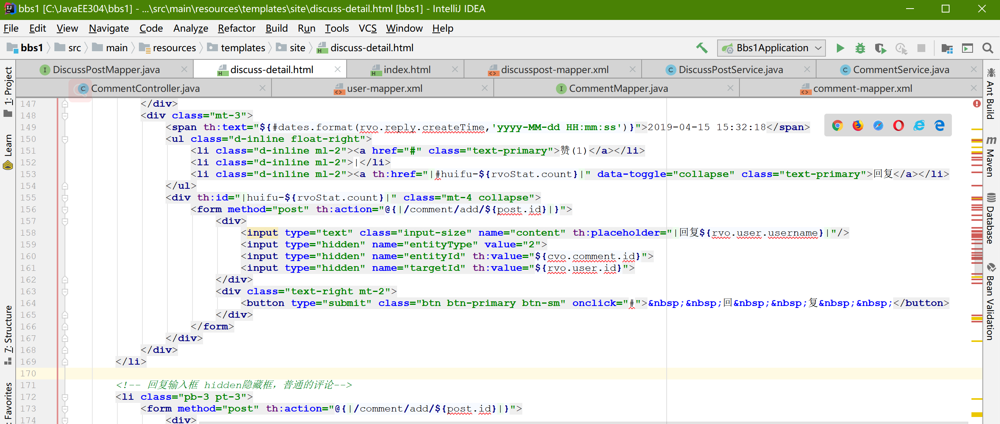 bbs1 [C:\JavaEE304\bbs1] - ...\src\main\resources\templates\site\discuss-detail.html [bbs1] - IntelliJ IDEA
File Edit View Navigate Code Analyze Refactor Build Run Tools VCS Window Help
bbs1 src main resources templates site discuss-detail.html Bbs1Application
DiscussPostMapper.java discuss-detail.html index.html discusspost-mapper.xml DiscussPostService.java CommentService.java
CommentController.java user-mapper.xml CommentMapper.java comment-mapper.xml
1: Project
Learn
7: Structure
: Favorites
147 </div>
148 <div class="mt-3">
149 <span th:text="${#dates.format(rvo.reply.createTime,'yyyy-MM-dd HH:mm:ss')}">2019-04-15 15:32:18</span>
150 <ul class="d-inline float-right">
151 <li class="d-inline ml-2"><a href="#" class="text-primary">赞(1)</a></li>
152 <li class="d-inline ml-2">|</li>
153 <li class="d-inline ml-2"><a th:href="|#huifu-${rvoStat.count}|" data-toggle="collapse" class="text-primary">回复</a></li>
154 </ul>
155 <div th:id="|huifu-${rvoStat.count}|" class="mt-4 collapse">
156 <form method="post" th:action="@{|/comment/add/${post.id}|}">
157 <div>
158 <input type="text" class="input-size" name="content" th:placeholder="|回复${rvo.user.username}|"/>
159 <input type="hidden" name="entityType" value="2">
160 <input type="hidden" name="entityId" th:value="${cvo.comment.id}">
161 <input type="hidden" name="targetId" th:value="${rvo.user.id}">
162 </div>
163 <div class="text-right mt-2">
164 <button type="submit" class="btn btn-primary btn-sm" onclick="#">&nbsp;&nbsp;回&nbsp;&nbsp;复&nbsp;&nbsp;</button>
165 </div>
166 </form>
167 </div>
168 </div>
169 </li>
170
171 <!-- 回复输入框 hidden隐藏框，普通的评论-->
172 <li class="pb-3 pt-3">
173 <form method="post" th:action="@{|/comment/add/${post.id}|}">
174 <div>
Ant Build
Maven
Database
Bean Validation